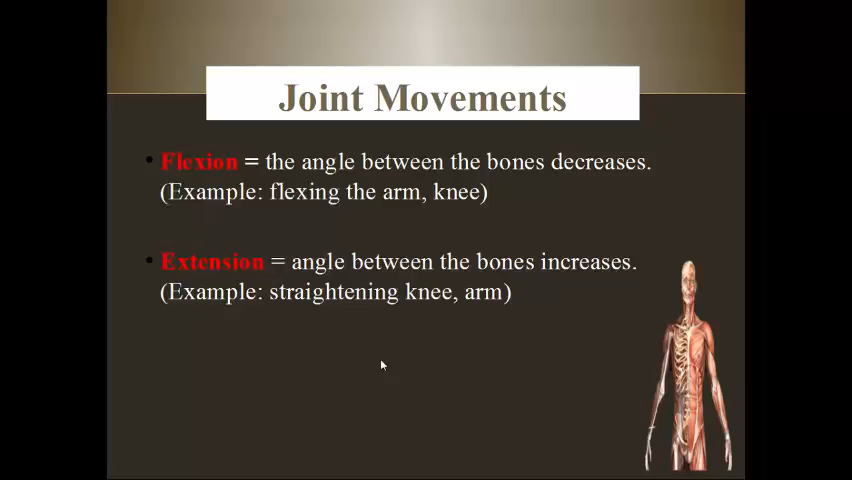 Joint Movements
• Flexion = the angle between the bones decreases.
(Example: flexing the arm, knee)
• Extension = angle between the bones increases.
(Example: straightening knee, arm)